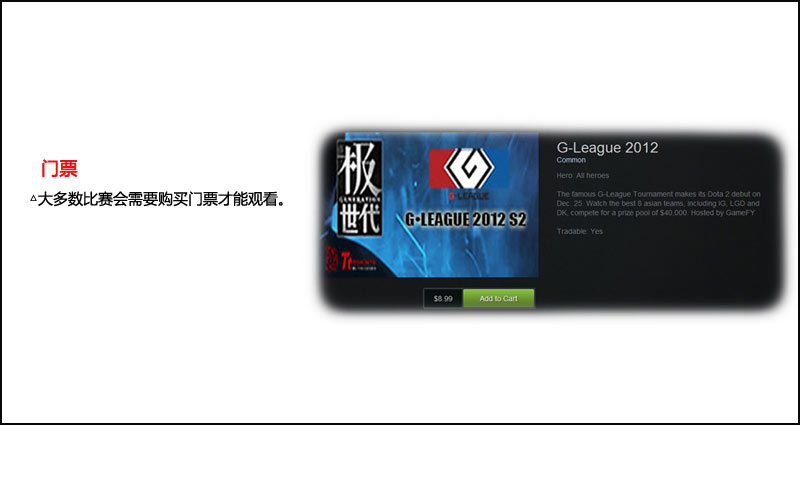 门票
△大多数比赛会需要购买门票才能观看。
极
GENERATION
世代
G
G-LEAGUE
G·LEAGUE 2012 S2
G-League 2012
Common
Hero: All heroes
The famous G-League Tournament makes its Dota 2 debut on
Dec. 25. Watch the best 8 asian teams, including IG, LGD and
DK, compete for a prize pool of $40,000. Hosted by GameFY
Tradable: Yes
$8.99
Add to Cart